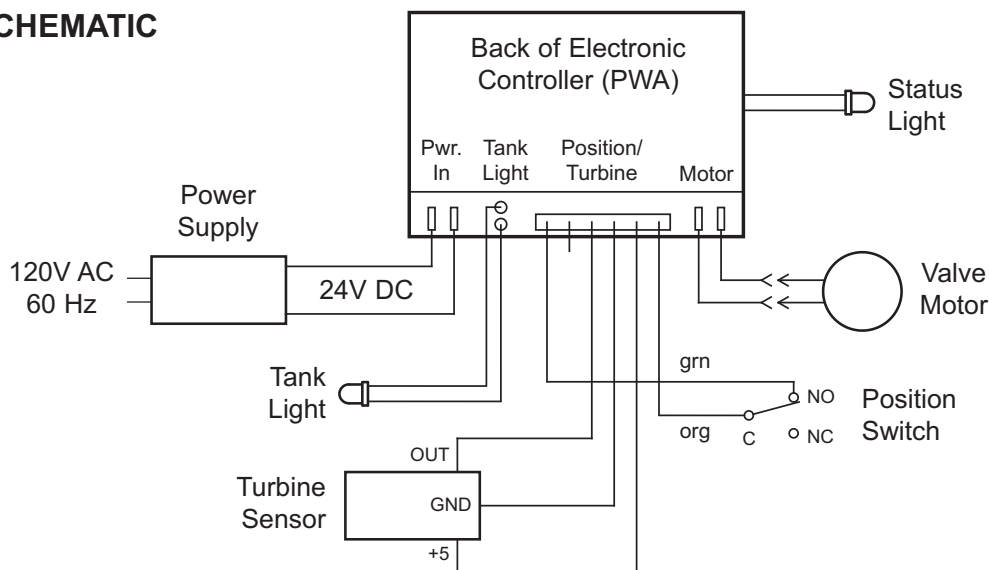 CHEMATIC
Back of Electronic
Controller (PWA)
Status
Light
Pwr.
In
Tank
Light
Position/
Turbine
Motor
Power
Supply
120V AC
60 Hz
24V DC
Valve
Motor
Tank
Light
grn
org
NO
C
NC
Position
Switch
OUT
Turbine
Sensor
GND
+5